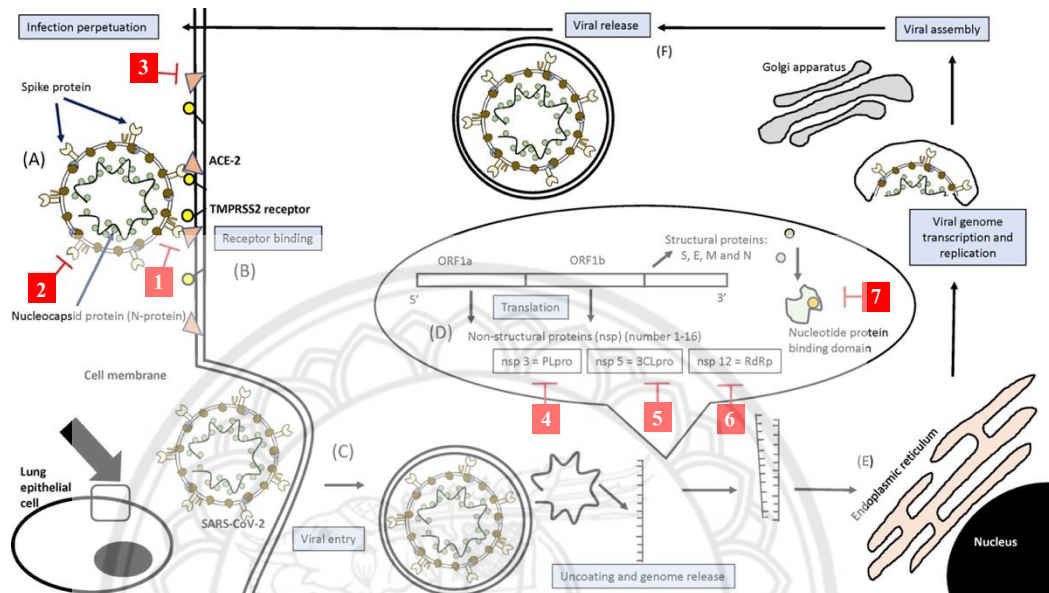 Infection perpetuation
Viral release
(F)
Viral assembly
3
Golgi apparatus
Spike protein
(A)
ACE-2
TMPRSS2 receptor
Receptor binding
1
(B)
2
Nucleocapsid protein (N-protein)
Structural proteins:
S, E, M and N
ORF1a
ORF1b
5’
3’
Translation
(D)
7
Nucleotide protein
binding domain
Non-structural proteins (nsp) (number 1-16)
nsp 3 = PLpro
nsp 5 = 3CLpro
nsp 12 = RdRp
4
5
6
Viral genome
transcription and
replication
Cell membrane
(C)
Lung
epithelial
cell
SARS-CoV-2
Viral entry
Uncoating and genome release
(E)
Endoplasmic reticulum
Nucleus